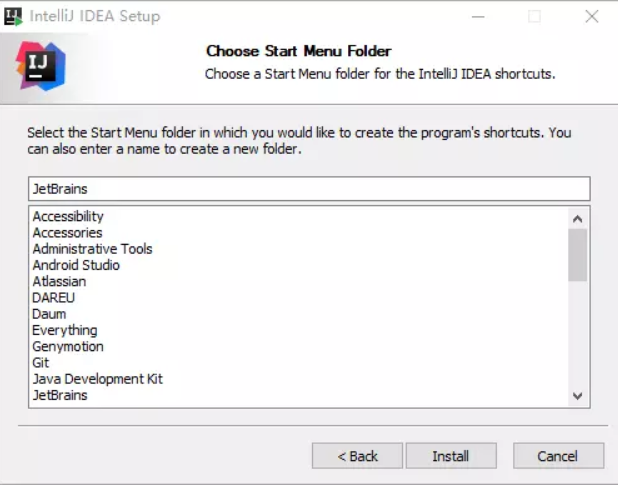 IntelliJ IDEA Setup
IJ
Choose Start Menu Folder
Choose a Start Menu folder for the IntelliJ IDEA shortcuts.
Select the Start Menu folder in which you would like to create the program's shortcuts. You
can also enter a name to create a new folder.
JetBrains
Accessibility
Accessories
Administrative Tools
Android Studio
Atlassian
DAREU
Daum
Everything
Genymotion
Git
Java Development Kit
JetBrains
< Back Install Cancel